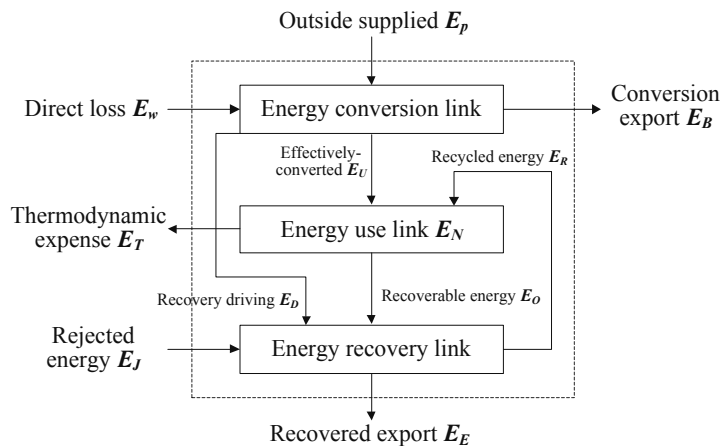 Outside supplied E_p
Direct loss E_w
Energy conversion link
Conversion
export E_B
Effectively-
converted E_U
Recycled energy E_R
Thermodynamic
expense E_T
Energy use link E_N
Recovery driving E_D
Recoverable energy E_O
Rejected
energy E_J
Energy recovery link
Recovered export E_E